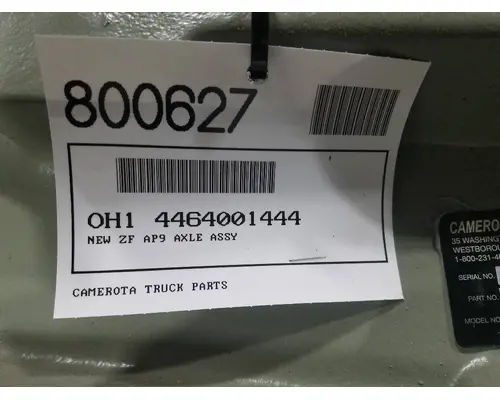 800627
OH1 4464001444
NEW ZF AP9 AXLE ASSY
CAMEROTA TRUCK PARTS
CAMERO
35 WASHING
WESTBOROU
1-800-231-4
SERIAL NO.
PART NO.
MODEL NO